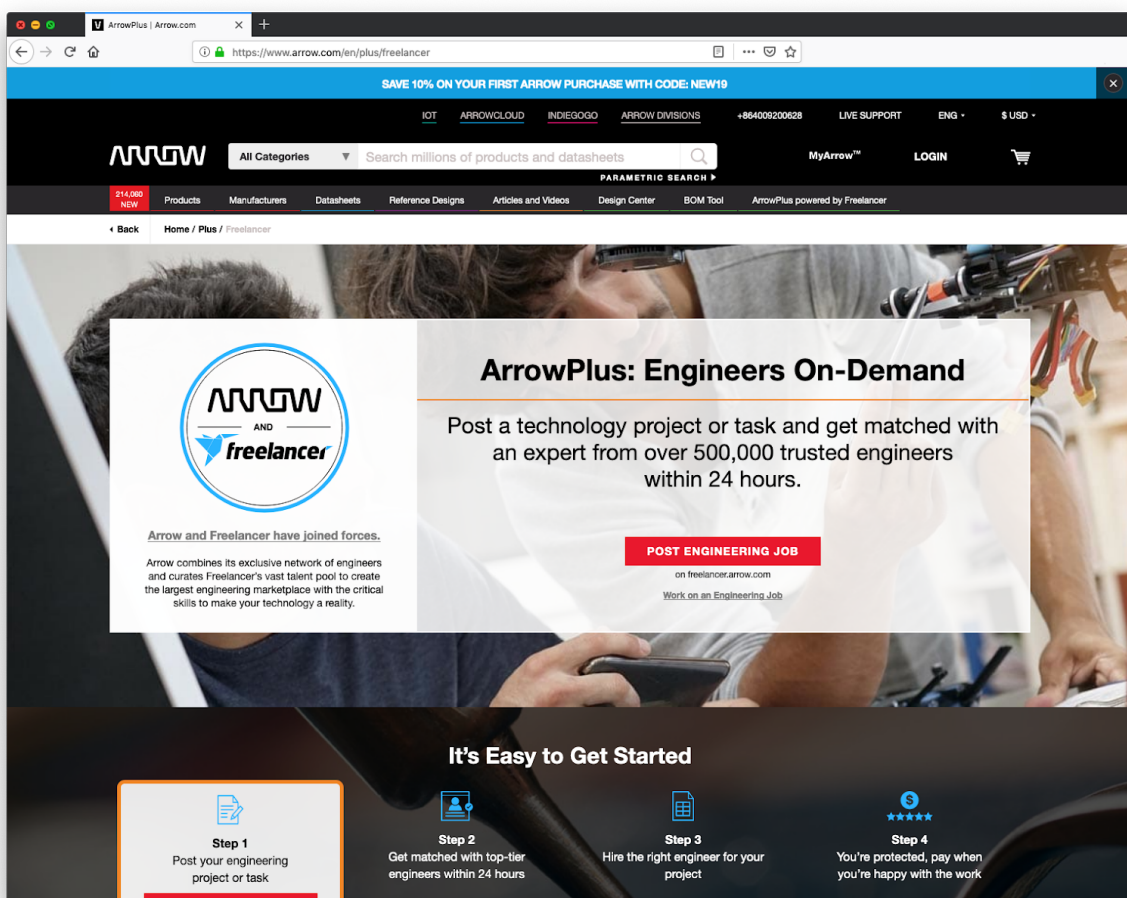 ArrowPlus | Arrow.com
https://www.arrow.com/en/plus/freelancer
SAVE 10% ON YOUR FIRST ARROW PURCHASE WITH CODE: NEW19
IOT ARROWCLOUD INDIEGOGO ARROW DIVISIONS +864009200628 LIVE SUPPORT ENG $ USD
ARROW
All Categories
Search millions of products and datasheets
MyArrow™ LOGIN
PARAMETRIC SEARCH
214,060
NEW
Products Manufacturers Datasheets Reference Designs Articles and Videos Design Center BOM Tool ArrowPlus powered by Freelancer
Back
Home / Plus / Freelancer
ARROW
AND
freelancer
Arrow and Freelancer have joined forces.
Arrow combines its exclusive network of engineers
and curates Freelancer's vast talent pool to create
the largest engineering marketplace with the critical
skills to make your technology a reality.
ArrowPlus: Engineers On-Demand
Post a technology project or task and get matched with
an expert from over 500,000 trusted engineers
within 24 hours.
POST ENGINEERING JOB
on freelancer.arrow.com
Work on an Engineering Job
It's Easy to Get Started
Step 1
Post your engineering
project or task
Step 2
Get matched with top-tier
engineers within 24 hours
Step 3
Hire the right engineer for your
project
$
Step 4
You're protected, pay when
you're happy with the work